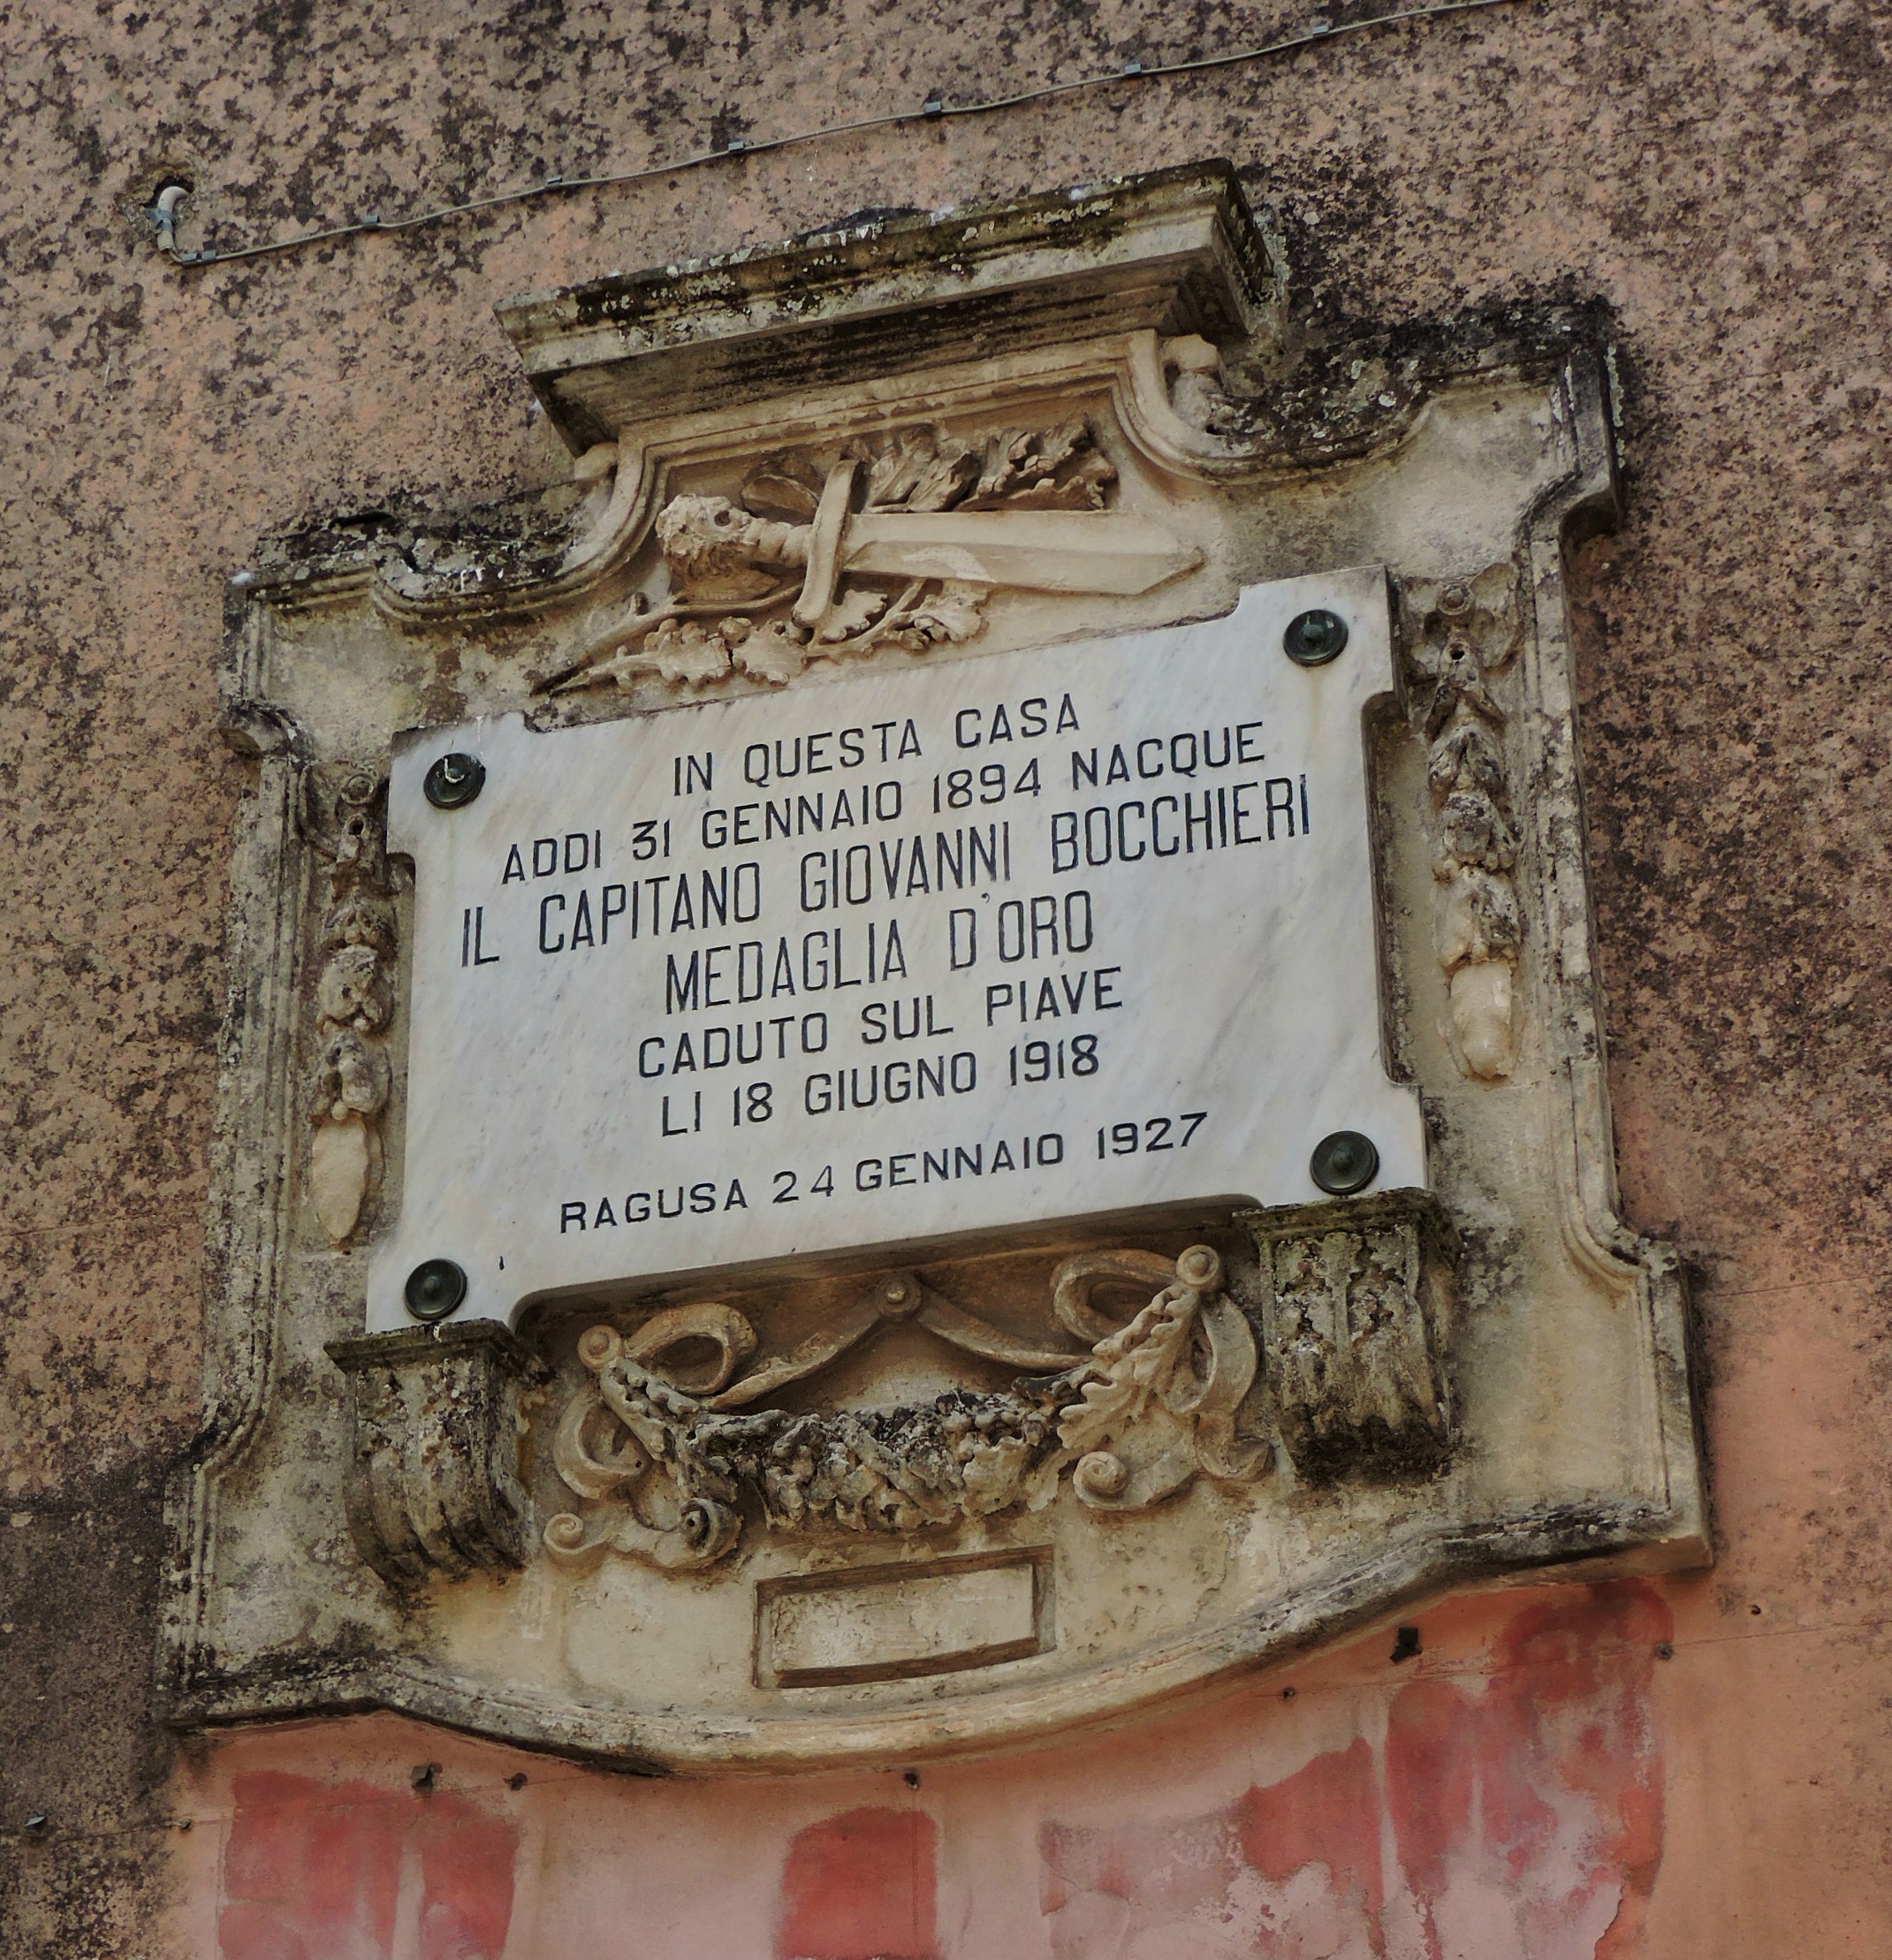 IN QUESTA CASA
ADDI 31 GENNAIO 1894 NACQUE
IL CAPITANO GIOVANNI BOCCHIERI
MEDAGLIA D'ORO
CADUTO SUL PIAVE
LI 18 GIUGNO 1918
RAGUSA 24 GENNAIO 1927